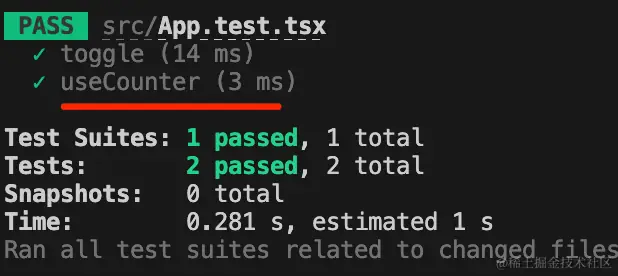 PASS src/App.test.tsx
✓ toggle (14 ms)
✓ useCounter (3 ms)
Test Suites: 1 passed, 1 total
Tests: 2 passed, 2 total
Snapshots: 0 total
Time: 0.281 s, estimated 1 s
Ran all test suites related to changed files
@稀土掘金技术社区